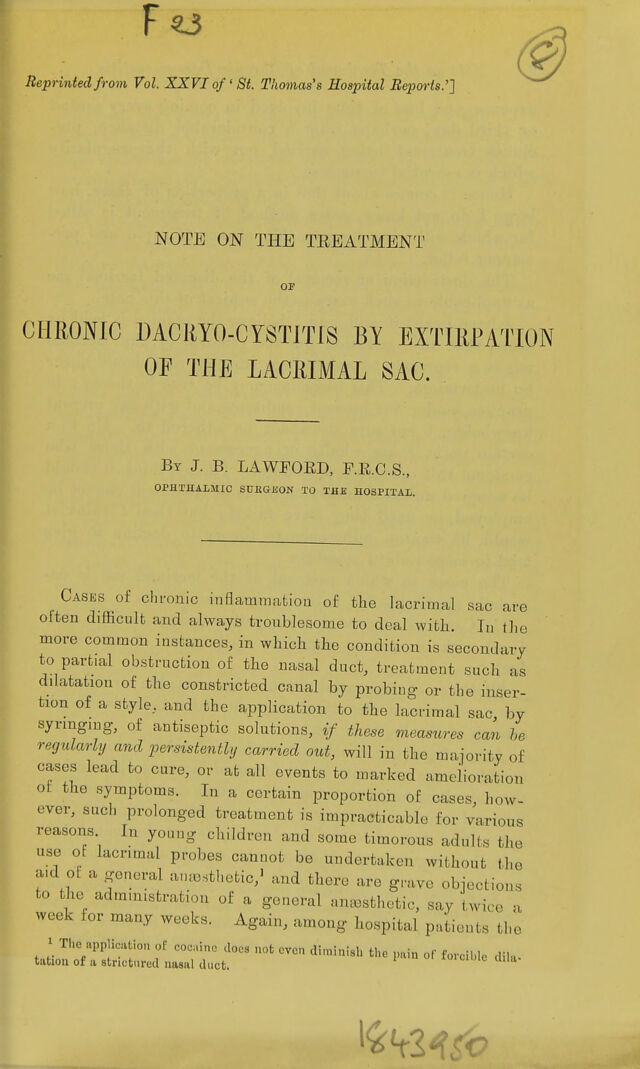 F 23
Reprinted from Vol. XXVI of ' St. Thomas's Hospital Reports.']
NOTE ON THE TREATMENT
OF
CHRONIC DACRYO-CYSTITIS BY EXTIRPATION
OF THE LACRIMAL SAC.
BY J. B. LAWFORD, F.R.C.S.,
OPHTHALMIC SURGEON TO THE HOSPITAL.
CASES of chronic inflammation of the lacrimal sac are
often difficult and always troublesome to deal with. In the
more common instances, in which the condition is secondary
to partial obstruction of the nasal duct, treatment such as
dilatation of the constricted canal by probing or the inser-
tion of a style, and the application to the lacrimal sac, by
syringing, of antiseptic solutions, if these measures can be
regularly and persistently carried out, will in the majority of
cases lead to cure, or at all events to marked amelioration
of the symptoms. In a certain proportion of cases, how-
ever, such prolonged treatment is impracticable for various
reasons. In young children and some timorous adults the
use of lacrimal probes cannot be undertaken without the
aid of a general anæsthetic,¹ and there are grave objections
to the administration of a general anæsthetic, say twice a
week for many weeks. Again, among hospital patients the
¹ The application of cocaine does not even diminish the pain of forcible dila-
tation of a strictured nasal duct.
1843950